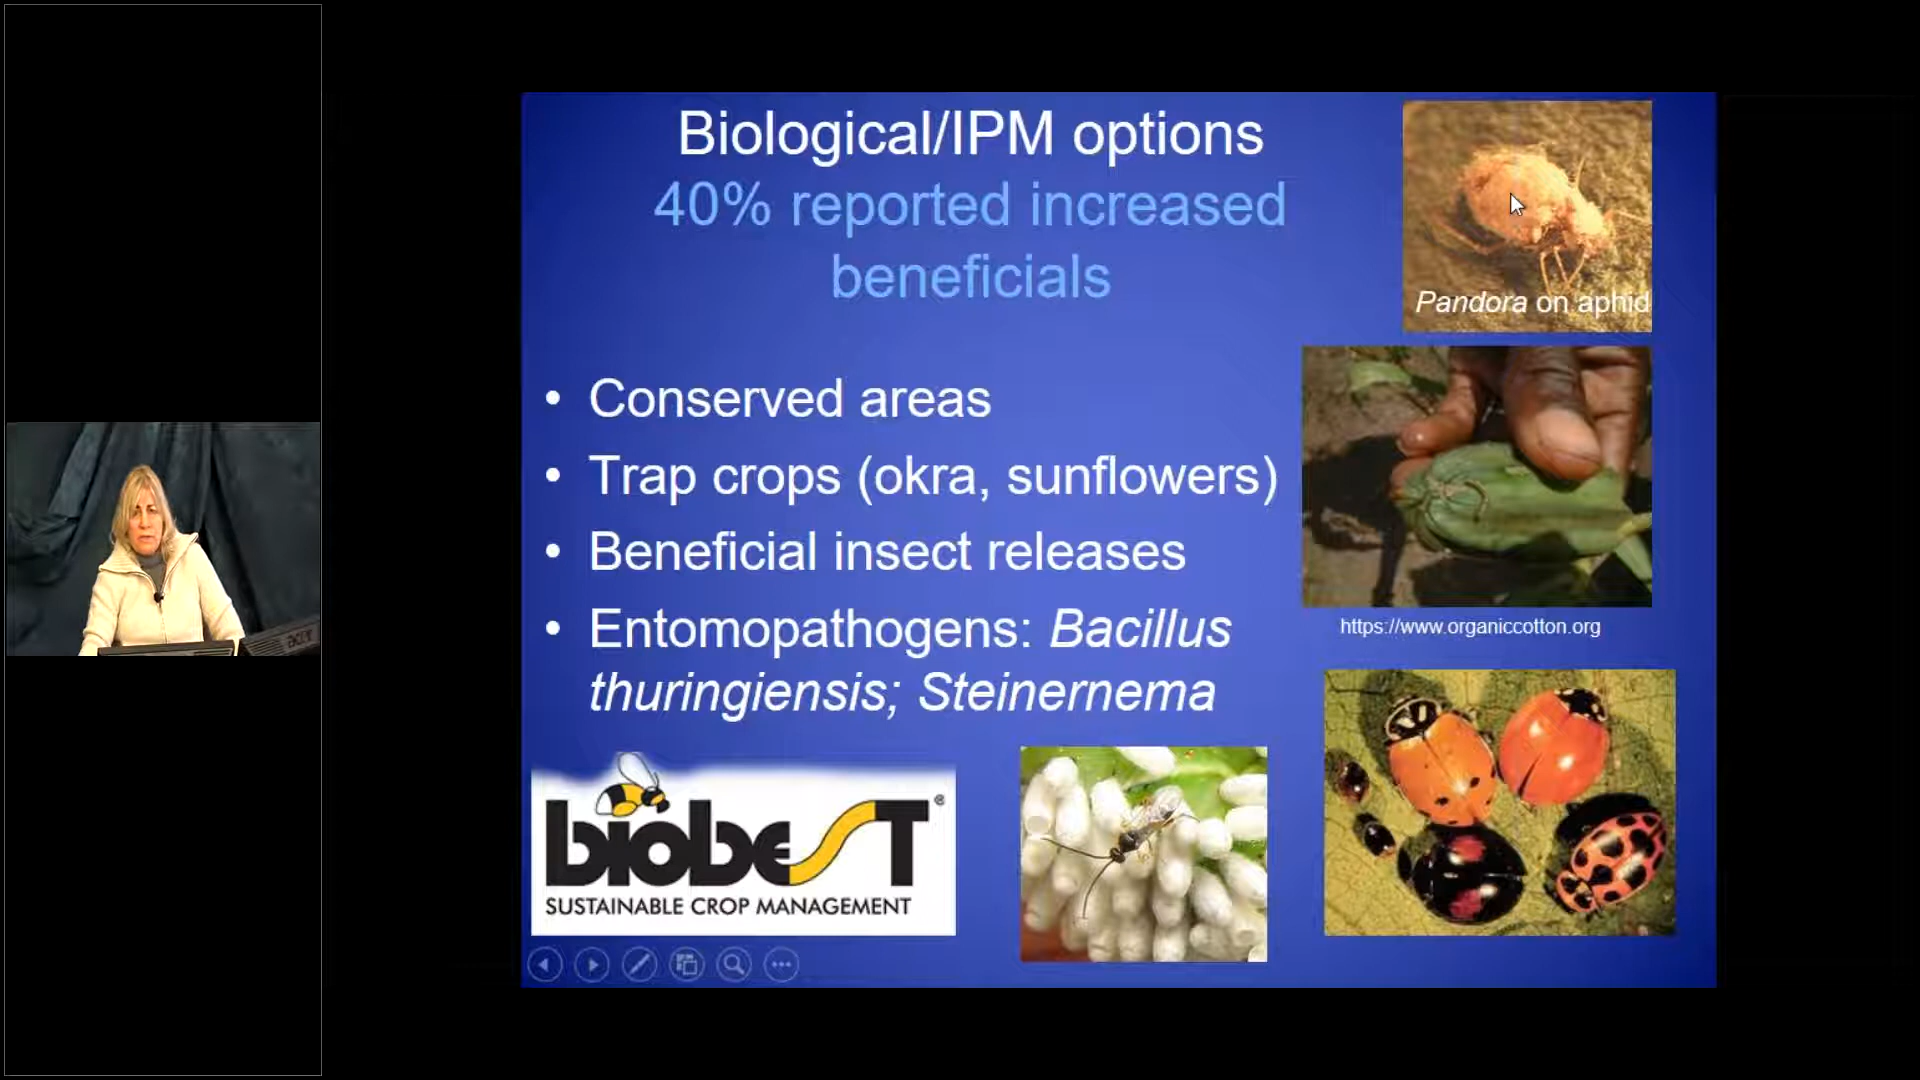 Biological/IPM options
40% reported increased
beneficials
Pandora on aphid
• Conserved areas
• Trap crops (okra, sunflowers)
• Beneficial insect releases
• Entomopathogens: Bacillus
thuringiensis; Steinernema
https://www.organiccotton.org
biobesT®
SUSTAINABLE CROP MANAGEMENT
acer